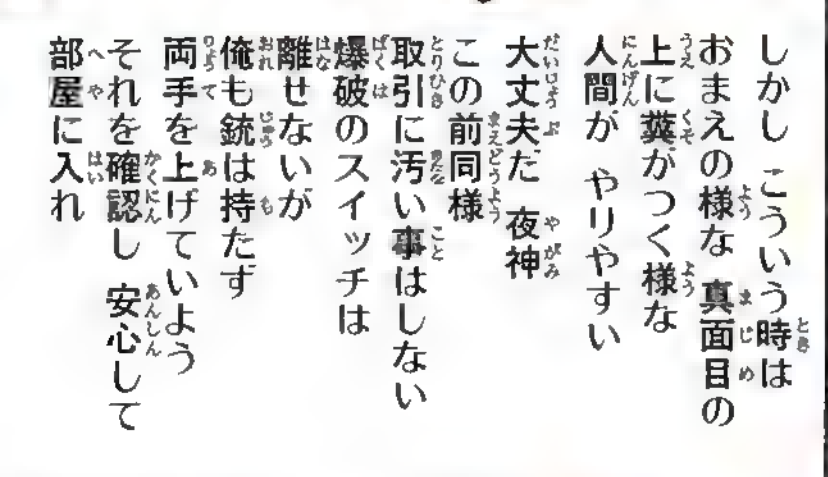 しかし こういう時は
おまえの様な 真面目の
上に糞がつく様な
人間が やりやすい
大丈夫だ 夜神
この前同様
取引に汚い事はしない
爆破のスイッチは
離せないが
俺も銃は持たず
両手を上げていよう
それを確認し 安心して
部屋に入れ